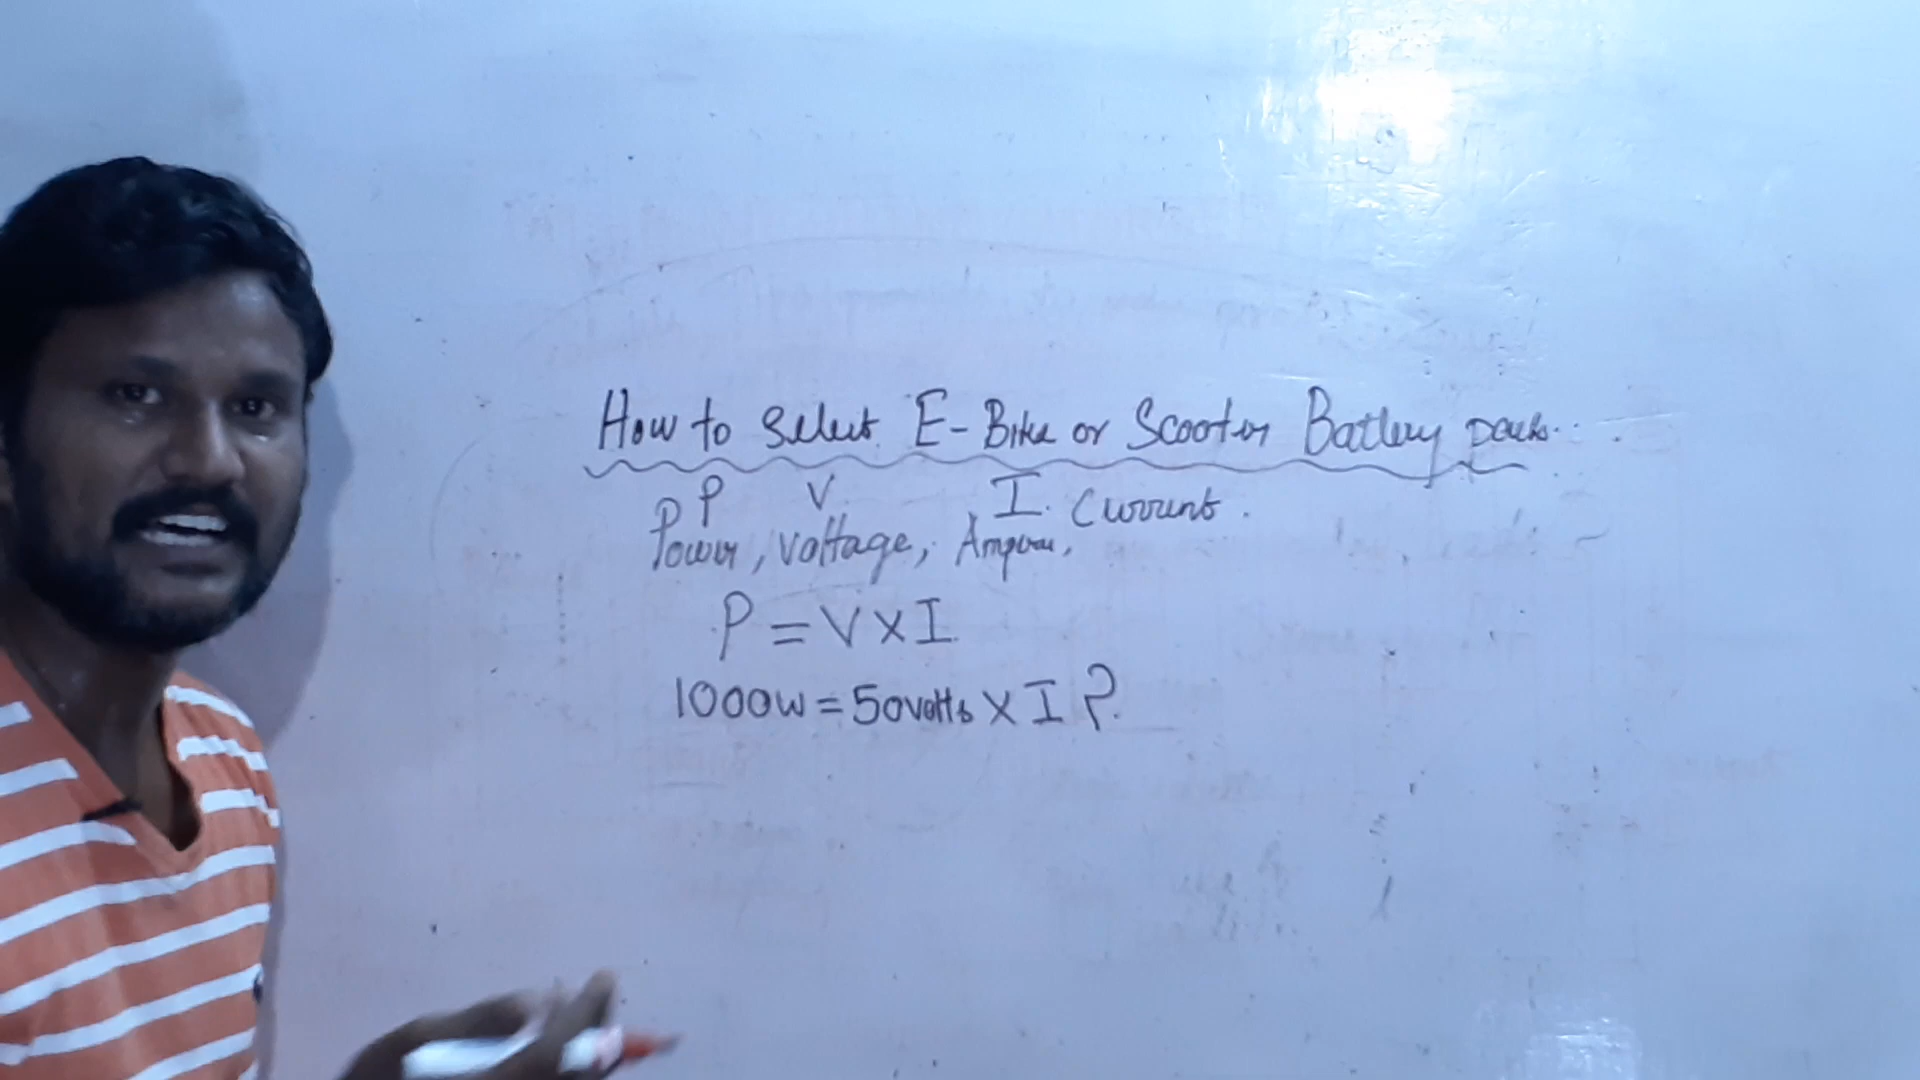 How to Select E-Bike or Scooter Battery pack...
P V I. Current.
Power, Voltage, Ampere,
P = V X I
1000W = 50volts X I ?